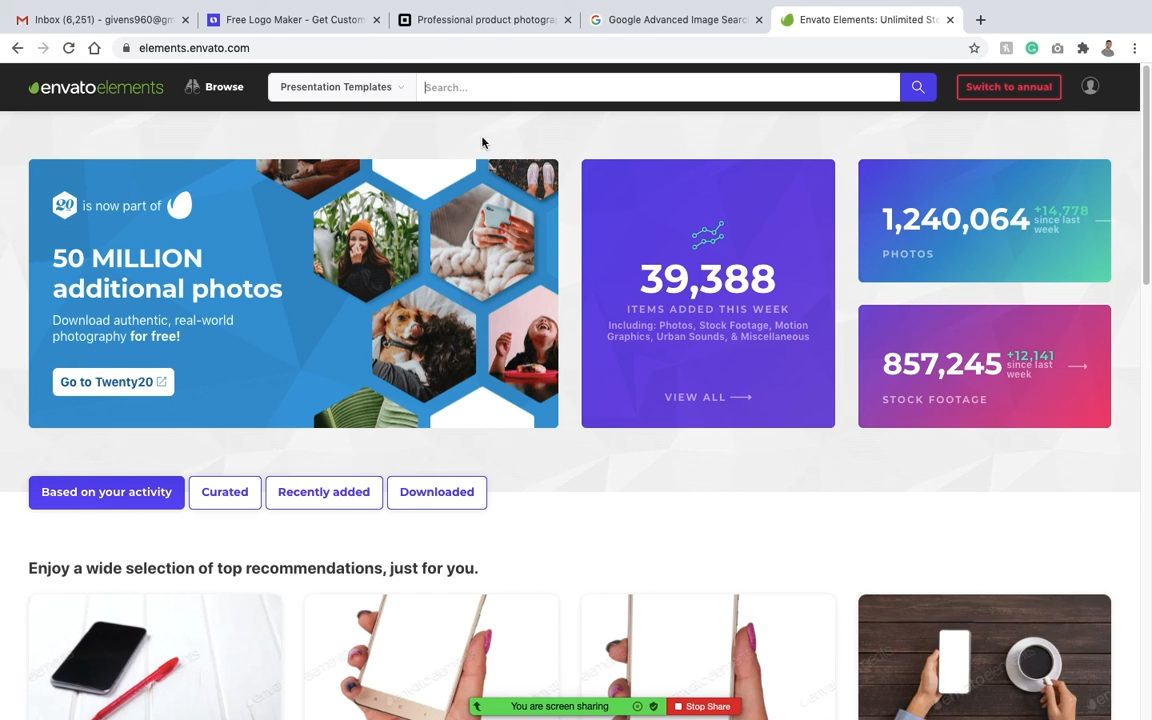 Inbox (6,251) - givens960@gm
Free Logo Maker - Get Custom
Professional product photogra
Google Advanced Image Searc
Envato Elements: Unlimited Sto
elements.envato.com
envatoelements
Browse
Presentation Templates
Search...
Switch to annual
20 is now part of
50 MILLION
additional photos
Download authentic, real-world
photography for free!
Go to Twenty20
39,388
ITEMS ADDED THIS WEEK
Including: Photos, Stock Footage, Motion
Graphics, Urban Sounds, & Miscellaneous
VIEW ALL
1,240,064
+14,778
since last
week
PHOTOS
857,245
+12,141
since last
week
STOCK FOOTAGE
Based on your activity
Curated
Recently added
Downloaded
Enjoy a wide selection of top recommendations, just for you.
You are screen sharing
Stop Share